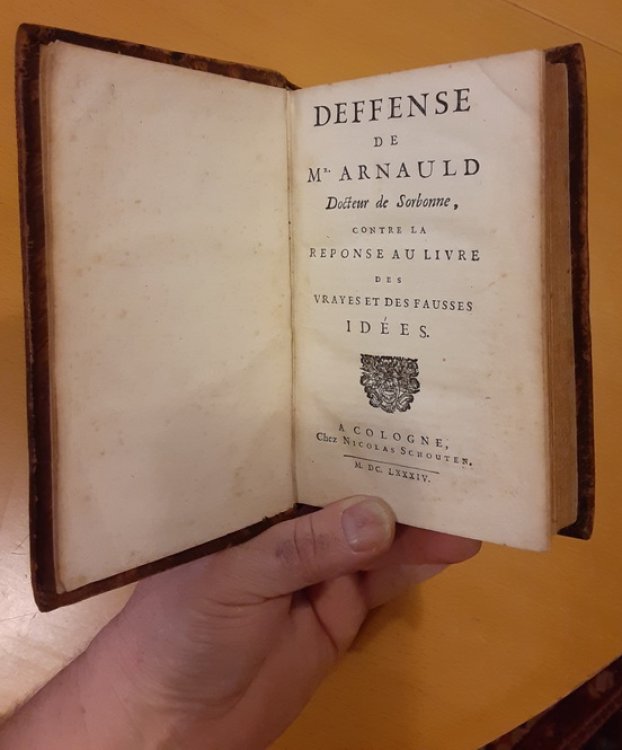 DEFFENSE
DE
Mr. ARNAULD
Docteur de Sorbonne,
CONTRE LA
REPONSE AU LIVRE
DES
VRAYES ET DES FAUSSES
IDÉES.
A COLOGNE,
Chez NICOLAS SCHOUTEN,
M. DC. LXXXIV.